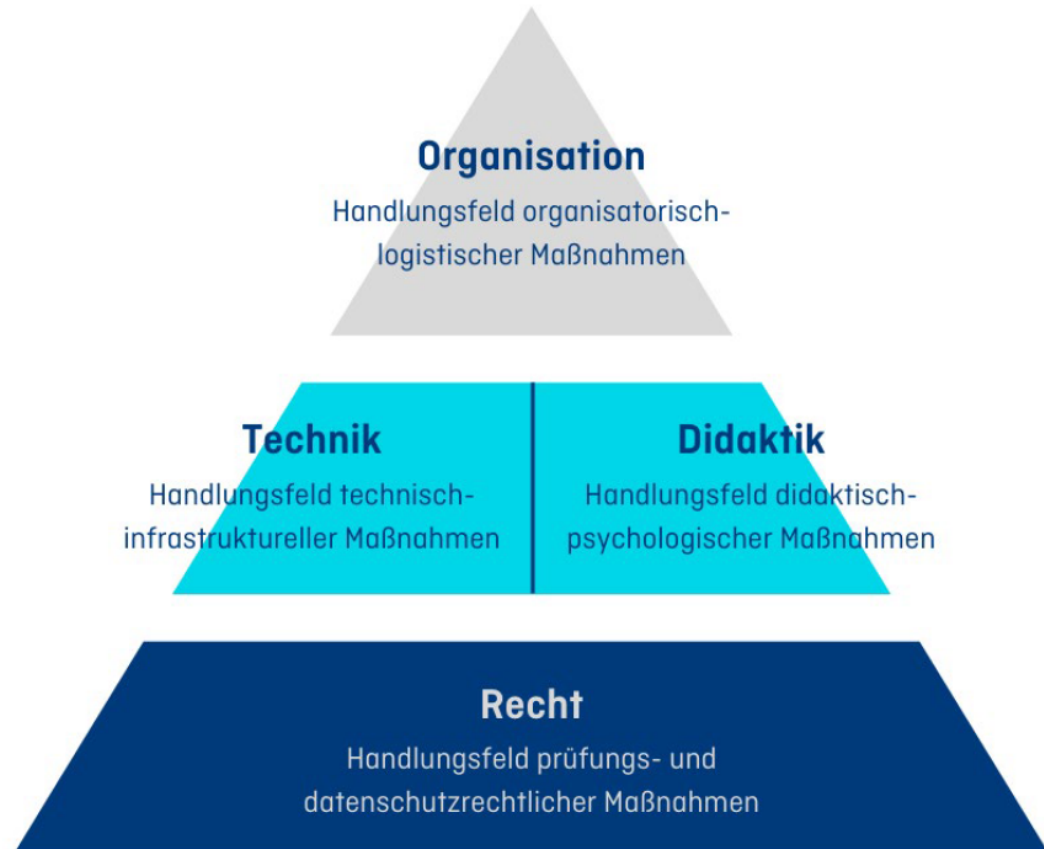 Organisation
Handlungsfeld organisatorisch-
logistischer Maßnahmen
Technik
Handlungsfeld technisch-
infrastruktureller Maßnahmen
Didaktik
Handlungsfeld didaktisch-
psychologischer Maßnahmen
Recht
Handlungsfeld prüfungs- und
datenschutzrechtlicher Maßnahmen